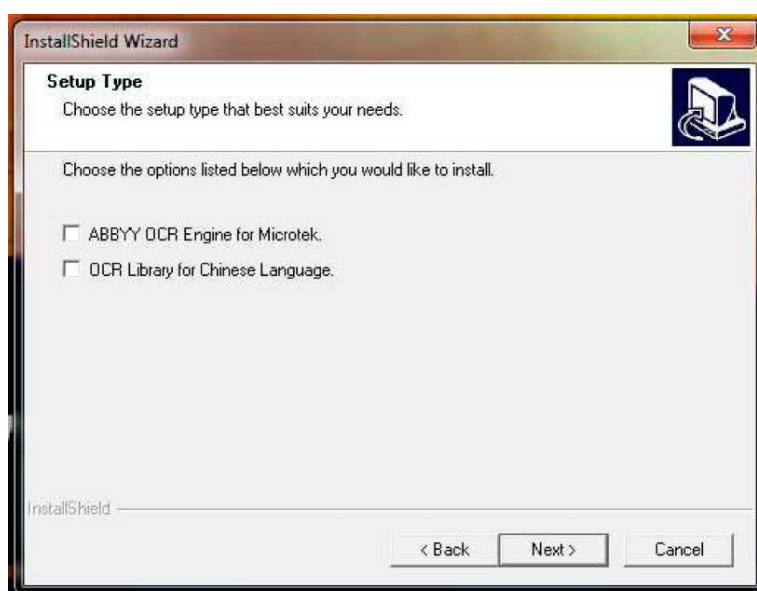 InstallShield Wizard
Setup Type
Choose the setup type that best suits your needs.
Choose the options listed below which you would like to install.
ABBYY OCR Engine for Microtek.
OCR Library for Chinese Language.
InstallShield
< Back Next > Cancel